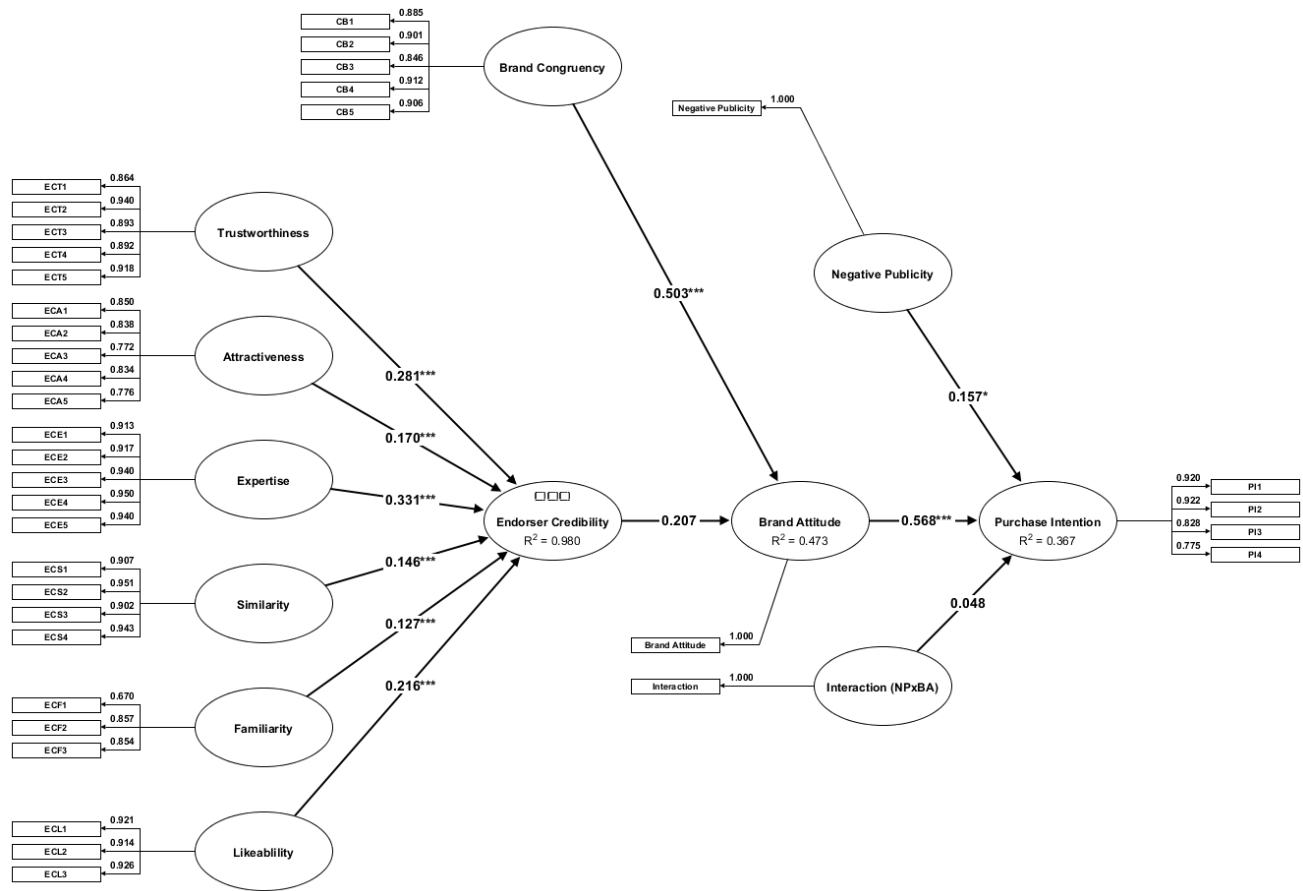 CB1
0.885
CB2
0.901
CB3
0.846
CB4
0.912
CB5
0.906
Brand Congruency
Negative Publicity
1.000
ECT1
0.864
ECT2
0.940
ECT3
0.893
ECT4
0.892
ECT5
0.918
Trustworthiness
Negative Publicity
0.503***
ECA1
0.850
ECA2
0.838
ECA3
0.772
ECA4
0.834
ECA5
0.776
Attractiveness
0.281***
0.157*
0.170***
ECE1
0.913
ECE2
0.917
ECE3
0.940
ECE4
0.950
ECE5
0.940
Expertise
0.331***
Endorser Credibility
R² = 0.980
0.207
Brand Attitude
R² = 0.473
0.568***
Purchase Intention
R² = 0.367
0.920
PI1
0.922
PI2
0.828
PI3
0.775
PI4
ECS1
0.907
ECS2
0.951
ECS3
0.902
ECS4
0.943
Similarity
0.146***
0.127***
0.048
Brand Attitude
1.000
Interaction
1.000
Interaction (NPxBA)
0.216***
ECF1
0.670
ECF2
0.857
ECF3
0.854
Familiarity
ECL1
0.921
ECL2
0.914
ECL3
0.926
Likeablility